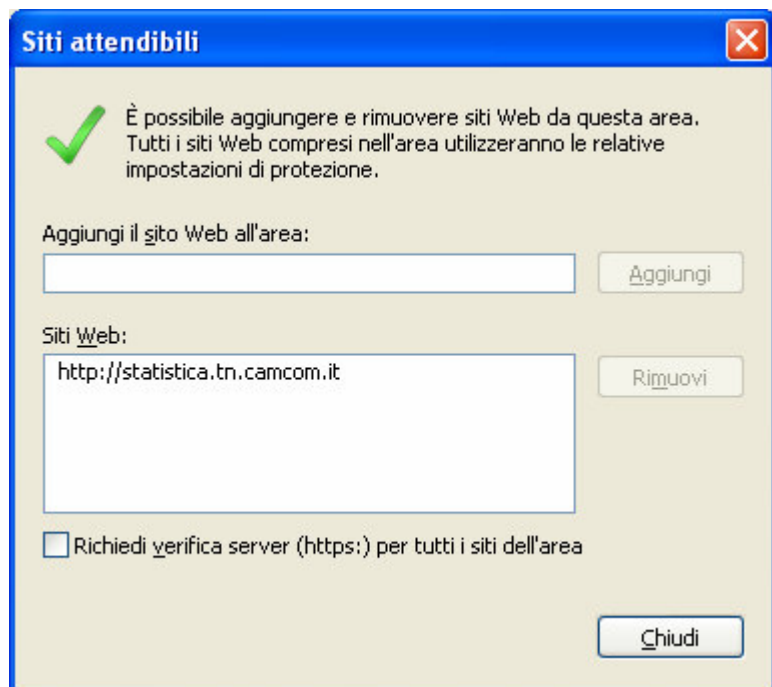 Siti attendibili
È possibile aggiungere e rimuovere siti Web da questa area.
Tutti i siti Web compresi nell'area utilizzeranno le relative
impostazioni di protezione.
Aggiungi il sito Web all'area:
Aggiungi
Siti Web:
http://statistica.tn.camcom.it
Rimuovi
Richiedi verifica server (https:) per tutti i siti dell'area
Chiudi